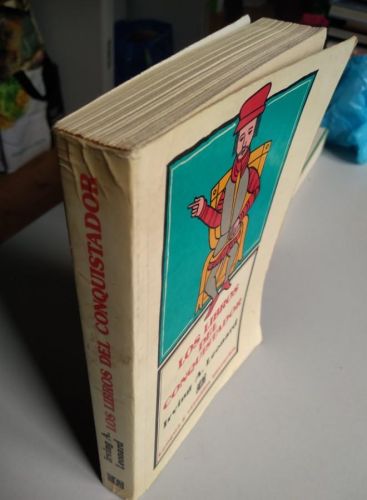 LOS LIBROS
DEL
CONQUISTADOR
Irving A. Leonard
Irving A.
Leonard
LOS LIBROS DEL CONQUISTADOR